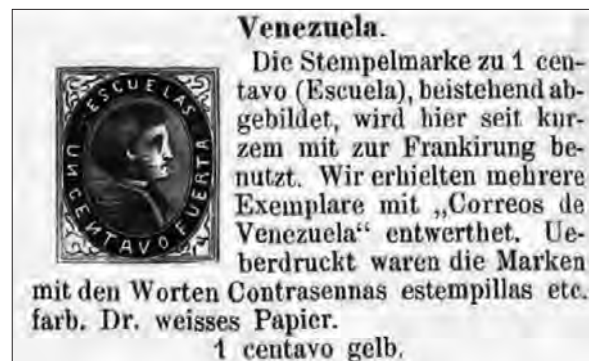 Venezuela.
Die Stempelmarke zu 1 cen-
tavo (Escuela), beistehend ab-
gebildet, wird hier seit kur-
zem mit zur Frankirung be-
nutzt. Wir erhielten mehrere
Exemplare mit „Correos de
Venezuela“ entwerthet. Ue-
berdruckt waren die Marken
mit den Worten Contrasennas estempillas etc.
farb. Dr. weisses Papier.
1 centavo gelb.
ESCUELAS
UN CENTAVO FUERTA